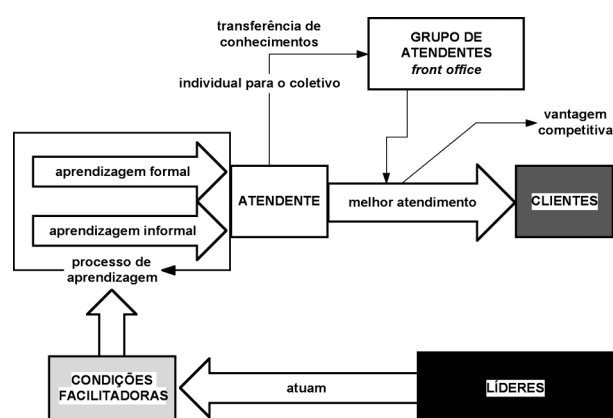 transferência de
conhecimentos
individual para o coletivo
GRUPO DE
ATENDENTES
front office
vantagem
competitiva
aprendizagem formal
aprendizagem informal
processo de
aprendizagem
ATENDENTE
melhor atendimento
CLIENTES
CONDIÇÕES
FACILITADORAS
atuam
LÍDERES